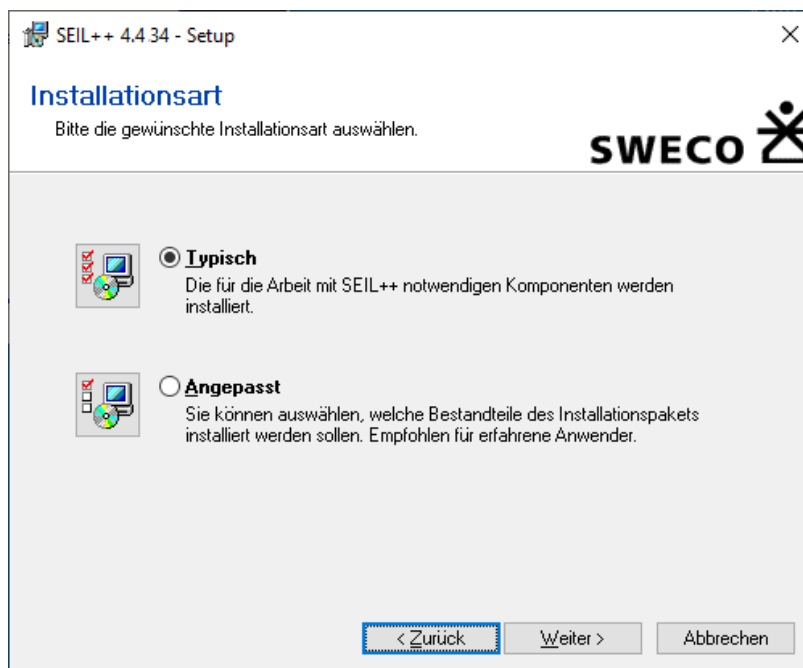 SEIL++ 4.4 34 - Setup
Installationsart
Bitte die gewünschte Installationsart auswählen.
SWECO
Typisch
Die für die Arbeit mit SEIL++ notwendigen Komponenten werden
installiert.
Angepasst
Sie können auswählen, welche Bestandteile des Installationspakets
installiert werden sollen. Empfohlen für erfahrene Anwender.
< Zurück Weiter > Abbrechen